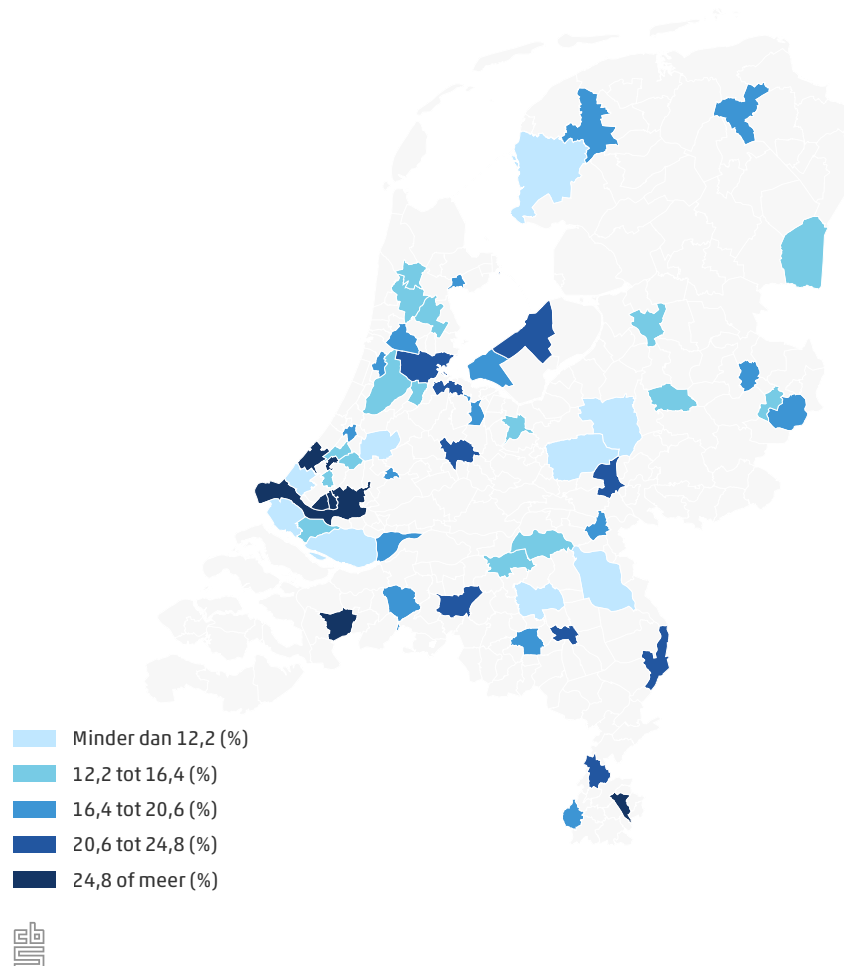 Minder dan 12,2 (%)
12,2 tot 16,4 (%)
16,4 tot 20,6 (%)
20,6 tot 24,8 (%)
24,8 of meer (%)
cb